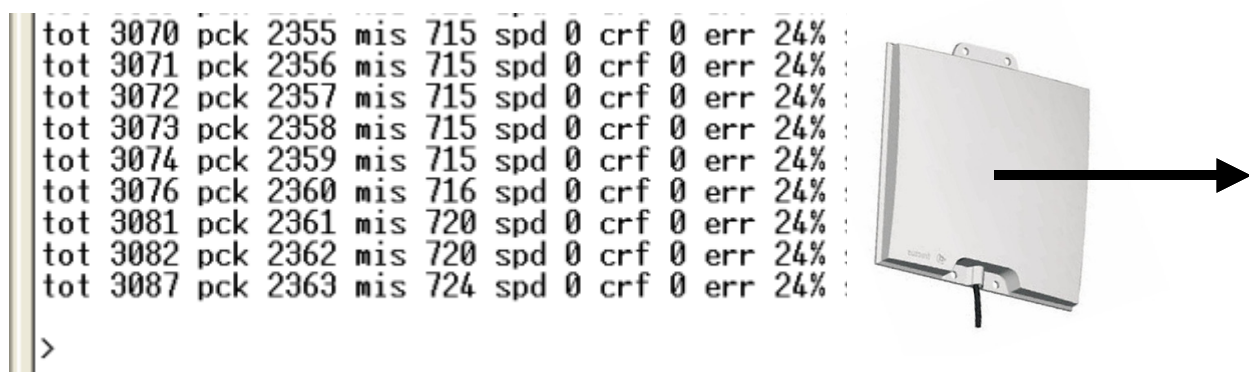 tot 3070 pck 2355 mis 715 spd 0 crf 0 err 24%
tot 3071 pck 2356 mis 715 spd 0 crf 0 err 24%
tot 3072 pck 2357 mis 715 spd 0 crf 0 err 24%
tot 3073 pck 2358 mis 715 spd 0 crf 0 err 24%
tot 3074 pck 2359 mis 715 spd 0 crf 0 err 24%
tot 3076 pck 2360 mis 716 spd 0 crf 0 err 24%
tot 3081 pck 2361 mis 720 spd 0 crf 0 err 24%
tot 3082 pck 2362 mis 720 spd 0 crf 0 err 24%
tot 3087 pck 2363 mis 724 spd 0 crf 0 err 24%
>